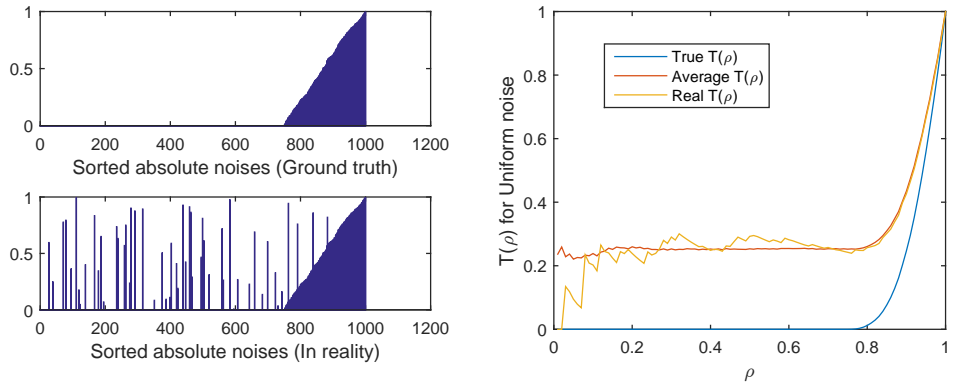 1
0.5
0
0 200 400 600 800 1000 1200
Sorted absolute noises (Ground truth)
1
0.5
0
0 200 400 600 800 1000 1200
Sorted absolute noises (In reality)
T(ρ) for Uniform noise
1
0.8
0.6
0.4
0.2
0
0 0.2 0.4 0.6 0.8 1
ρ
True T(ρ)
Average T(ρ)
Real T(ρ)